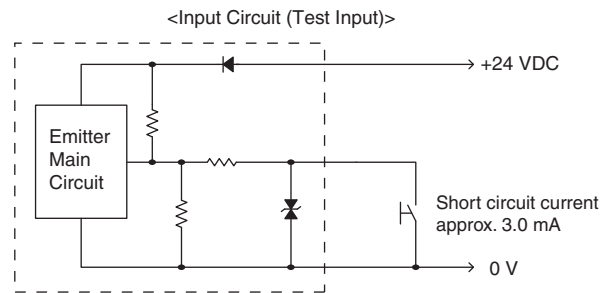 <Input Circuit (Test Input)>
+24 VDC
Emitter
Main
Circuit
Short circuit current
approx. 3.0 mA
0 V